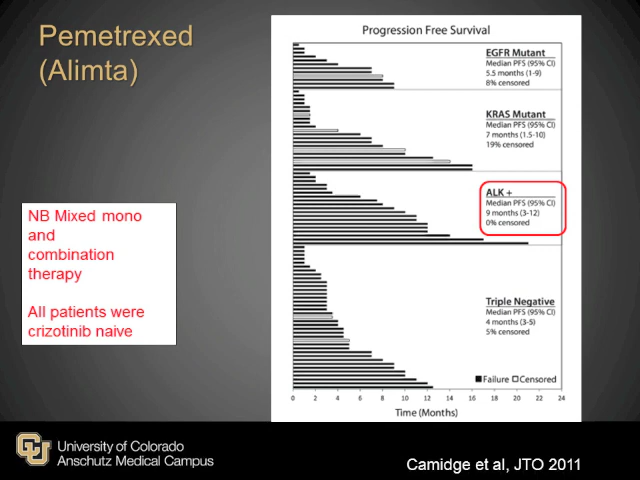 Pemetrexed
(Alimta)
Progression Free Survival
EGFR Mutant
Median PFS (95% CI)
5.5 months (1-9)
8% censored
KRAS Mutant
Median PFS (95% CI)
7 months (1.5-10)
19% censored
ALK +
Median PFS (95% CI)
9 months (3-12)
0% censored
Triple Negative
Median PFS (95% CI)
4 months (3-5)
5% censored
Failure Censored
0 2 4 6 8 10 12 14 16 18 20 22 24
Time (Months)
NB Mixed mono
and
combination
therapy
All patients were
crizotinib naive
CU
University of Colorado
Anschutz Medical Campus
Camidge et al, JTO 2011